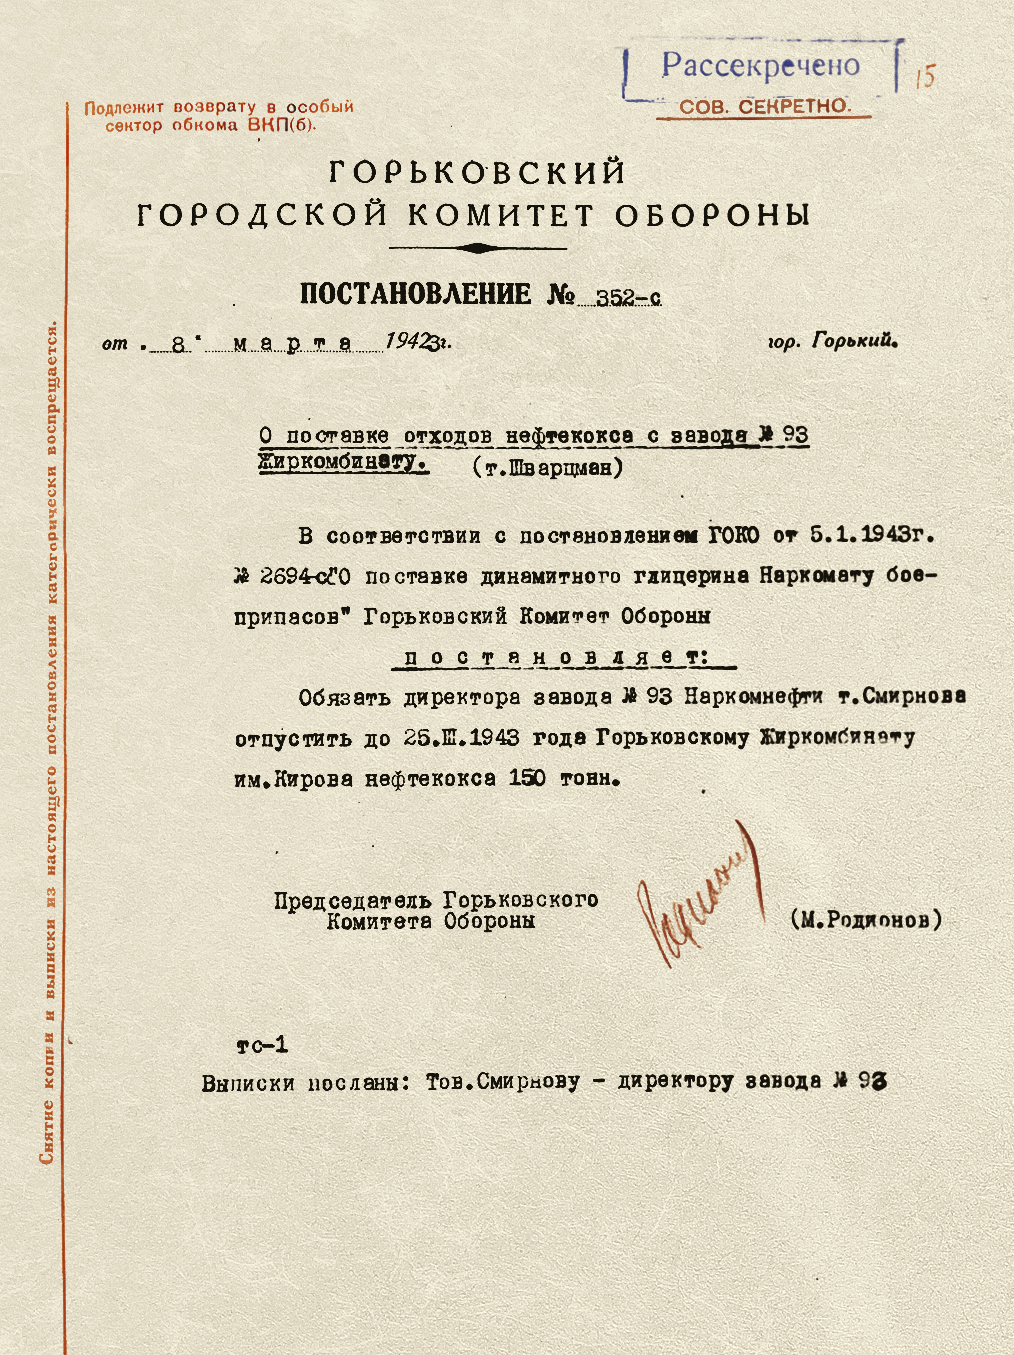 Рассекречено
15
СОВ. СЕКРЕТНО.
Подлежит возврату в особый
сектор обкома ВКП(б).
ГОРЬКОВСКИЙ
ГОРОДСКОЙ КОМИТЕТ ОБОРОНЫ
ПОСТАНОВЛЕНИЕ № 352-с
от „ 8 " марта 1943г. гор. Горький.
О поставке отходов нефтекокса с завода № 93
Жиркомбинату. (т.Шварцман)
В соответствии с постановлением ГОКО от 5.1.1943г.
№ 2694-с "О поставке динамитного глицерина Наркомату бое-
припасов" Горьковский Комитет Обороны
постановляет:
Обязать директора завода № 93 Наркомнефти т.Смирнова
отпустить до 25.Ш.1943 года Горьковскому Жиркомбинату
им.Кирова нефтекокса 150 тонн.
Председатель Горьковского
Комитета Обороны (М.Родионов)
Родионов
тс-1
Выписки посланы: Тов.Смирнову - директору завода № 93
Снятие копии и выписки из настоящего постановления категорически воспрещается.